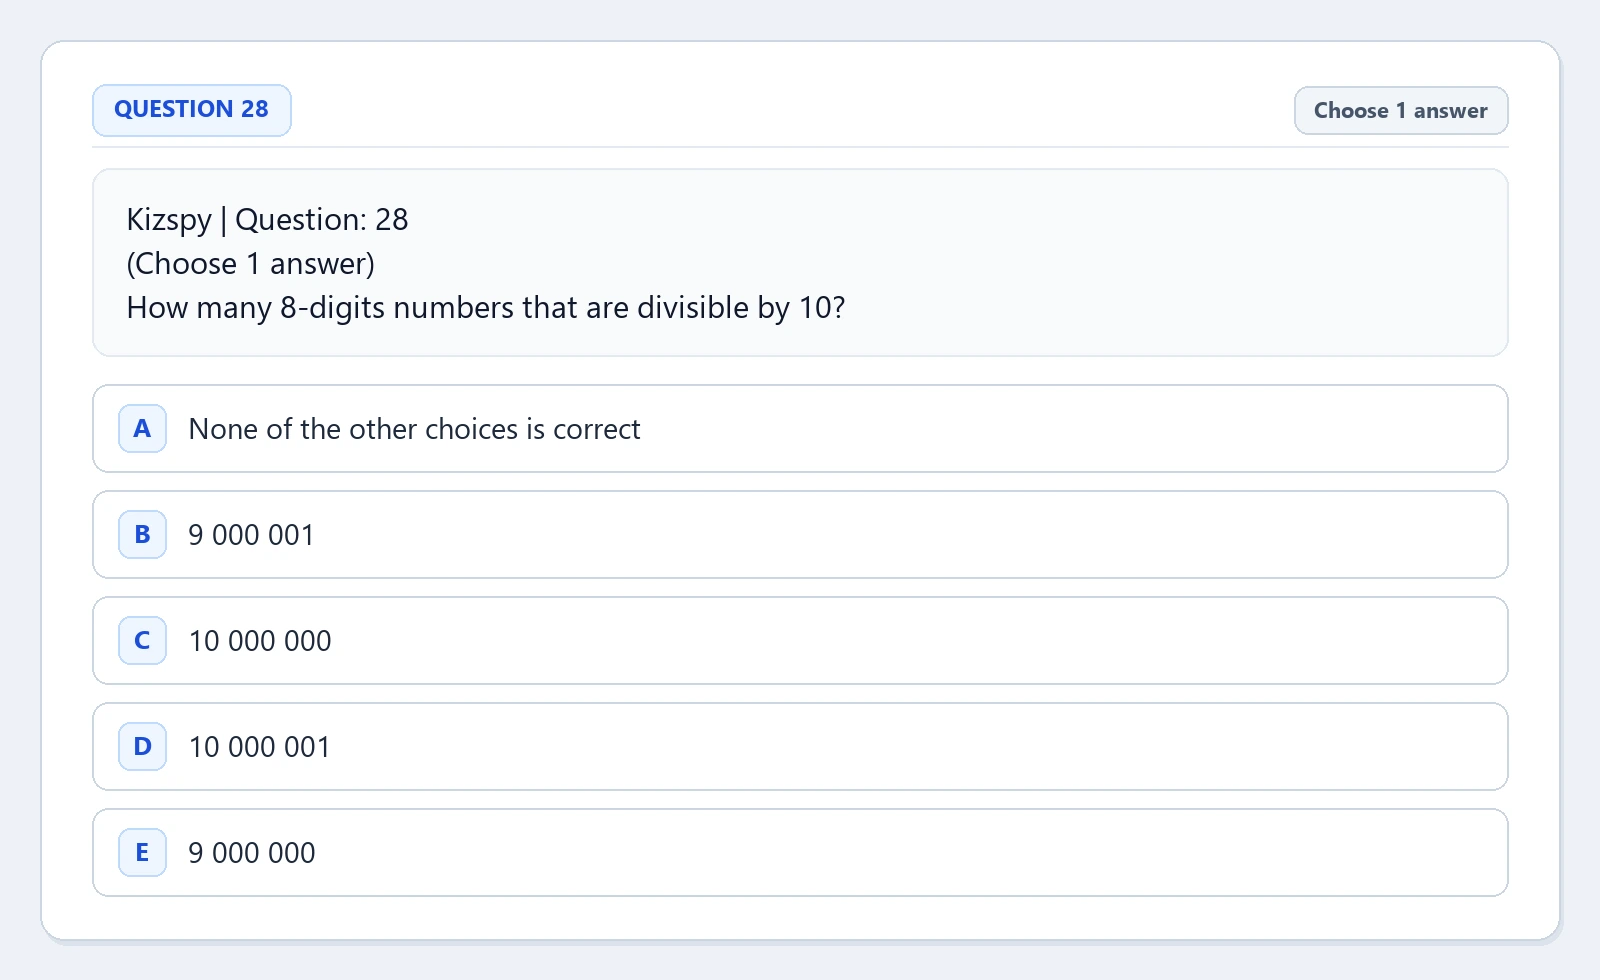 QUESTION 28
Choose 1 answer
Kizspy | Question: 28
(Choose 1 answer)
How many 8-digits numbers that are divisible by 10?
A None of the other choices is correct
B 9 000 001
C 10 000 000
D 10 000 001
E 9 000 000